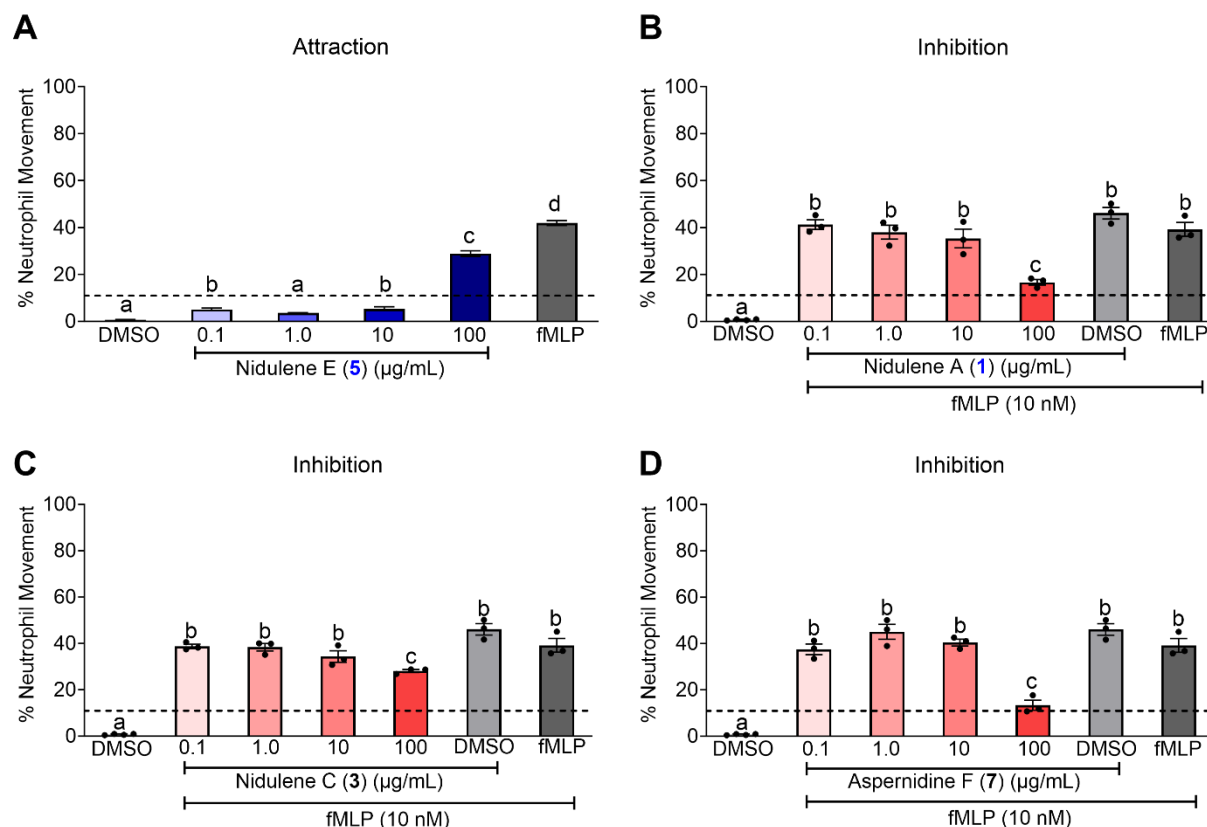 A
Attraction
% Neutrophil Movement
100
80
60
40
20
0
a
b
a
b
c
d
DMSO
0.1
1.0
10
100
fMLP
Nidulene E (5) (µg/mL)
B
Inhibition
% Neutrophil Movement
100
80
60
40
20
0
a
b
b
b
c
b
b
DMSO
0.1
1.0
10
100
DMSO
fMLP
Nidulene A (1) (µg/mL)
fMLP (10 nM)
C
Inhibition
% Neutrophil Movement
100
80
60
40
20
0
a
b
b
b
c
b
b
DMSO
0.1
1.0
10
100
DMSO
fMLP
Nidulene C (3) (µg/mL)
fMLP (10 nM)
D
Inhibition
% Neutrophil Movement
100
80
60
40
20
0
a
b
b
b
c
b
b
DMSO
0.1
1.0
10
100
DMSO
fMLP
Aspernidine F (7) (µg/mL)
fMLP (10 nM)